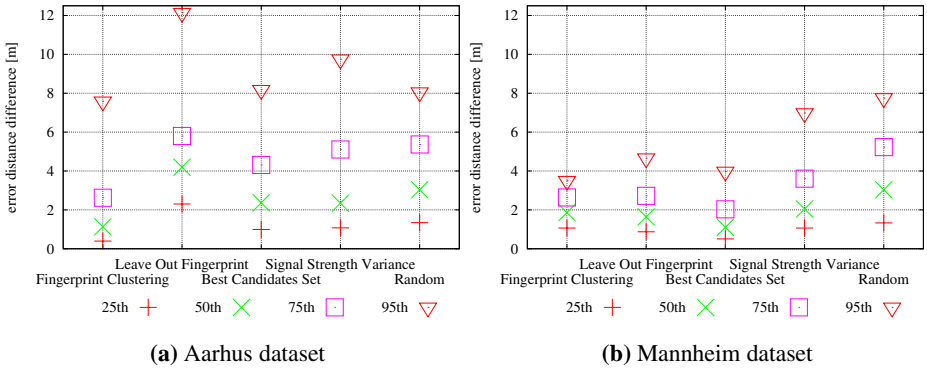 error distance difference [m]
12
10
8
6
4
2
0
Leave Out Fingerprint Signal Strength Variance
Fingerprint Clustering Best Candidates Set Random
25th 50th 75th 95th
(a) Aarhus dataset
error distance difference [m]
12
10
8
6
4
2
0
Leave Out Fingerprint Signal Strength Variance
Fingerprint Clustering Best Candidates Set Random
25th 50th 75th 95th
(b) Mannheim dataset